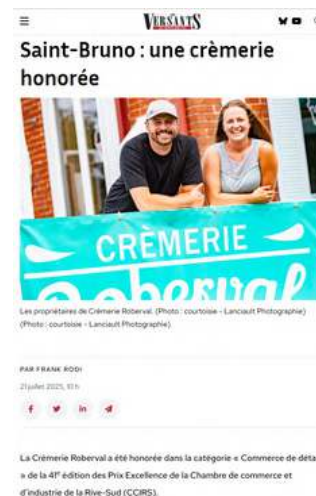 VERSANTS
Saint-Bruno : une crèmerie
honorée
CRÈMERIE
Roberval
Les propriétaires de Crèmerie Roberval. (Photo : courtoisie – Lanciault Photographie)
(Photo : courtoisie – Lanciault Photographie)
PAR FRANK RODI
21 juillet 2025, 10 h
La Crèmerie Roberval a été honorée dans la catégorie « Commerce de déta
» de la 41e édition des Prix Excellence de la Chambre de commerce et
d'industrie de la Rive-Sud (CCIRS).